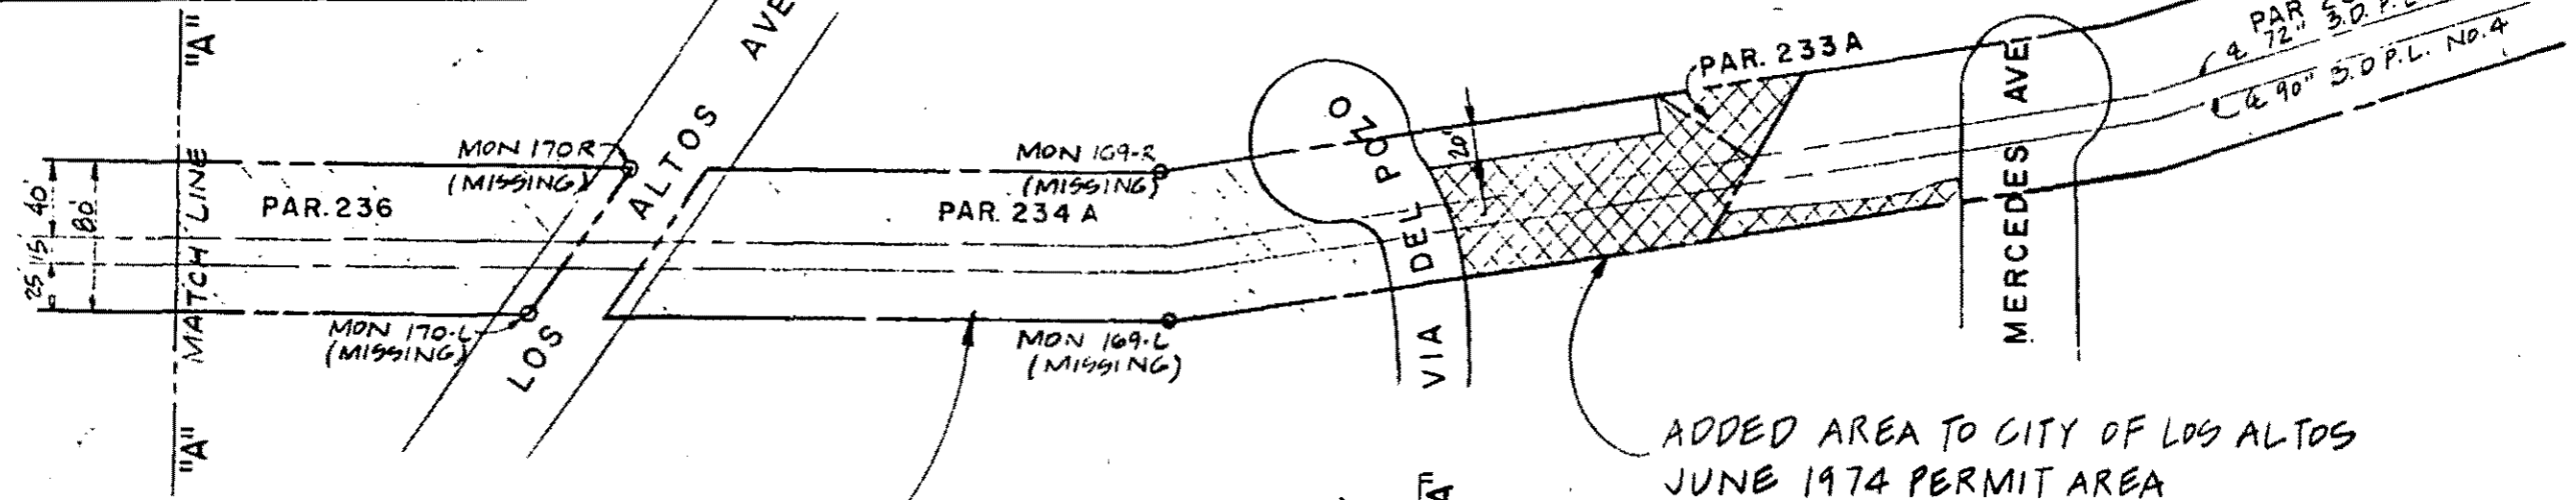 "A"
MATCH LINE
"A"
40'
15'
25'
80'
PAR. 236
MON 170 R
(MISSING)
MON 170-L
(MISSING)
LOS ALTOS AVE
MON 169-R
(MISSING)
PAR. 234 A
MON 169-L
(MISSING)
VIA DEL POZO
20'
PAR. 233 A
MERCEDES AVE
PAR
℄ 72" S.D. P.L.
℄ 90" S.D P.L. NO. 4
ADDED AREA TO CITY OF LOS ALTOS
JUNE 1974 PERMIT AREA